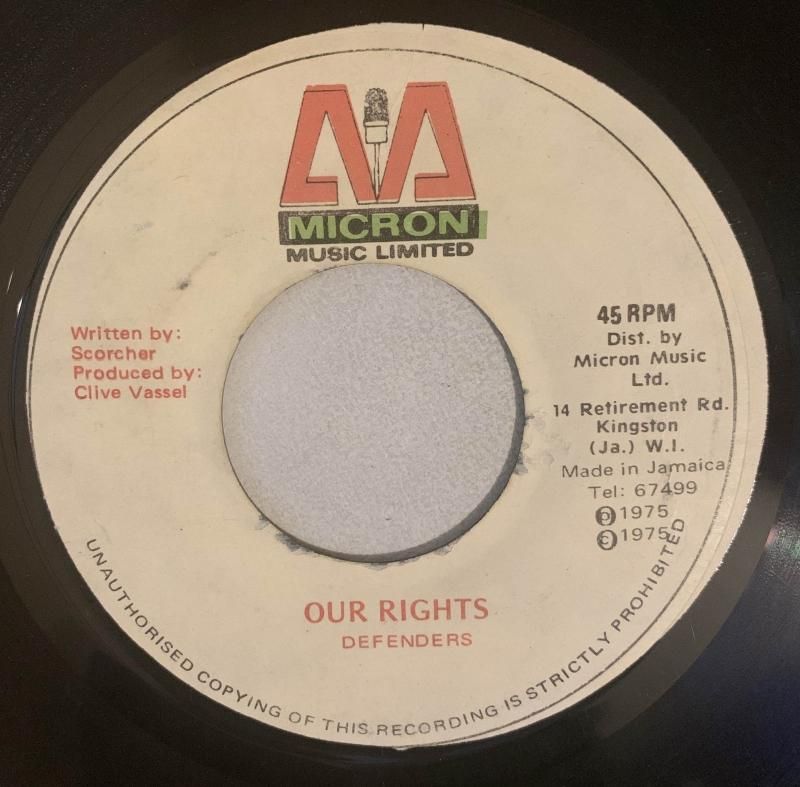 MICRON
MUSIC LIMITED
Written by:
Scorcher
Produced by:
Clive Vassel
45 RPM
Dist. by
Micron Music
Ltd.
14 Retirement Rd.
Kingston
(Ja.) W.I.
Made in Jamaica
Tel: 67499
℗ 1975
© 1975
OUR RIGHTS
DEFENDERS
UNAUTHORISED COPYING OF THIS RECORDING IS STRICTLY PROHIBITED